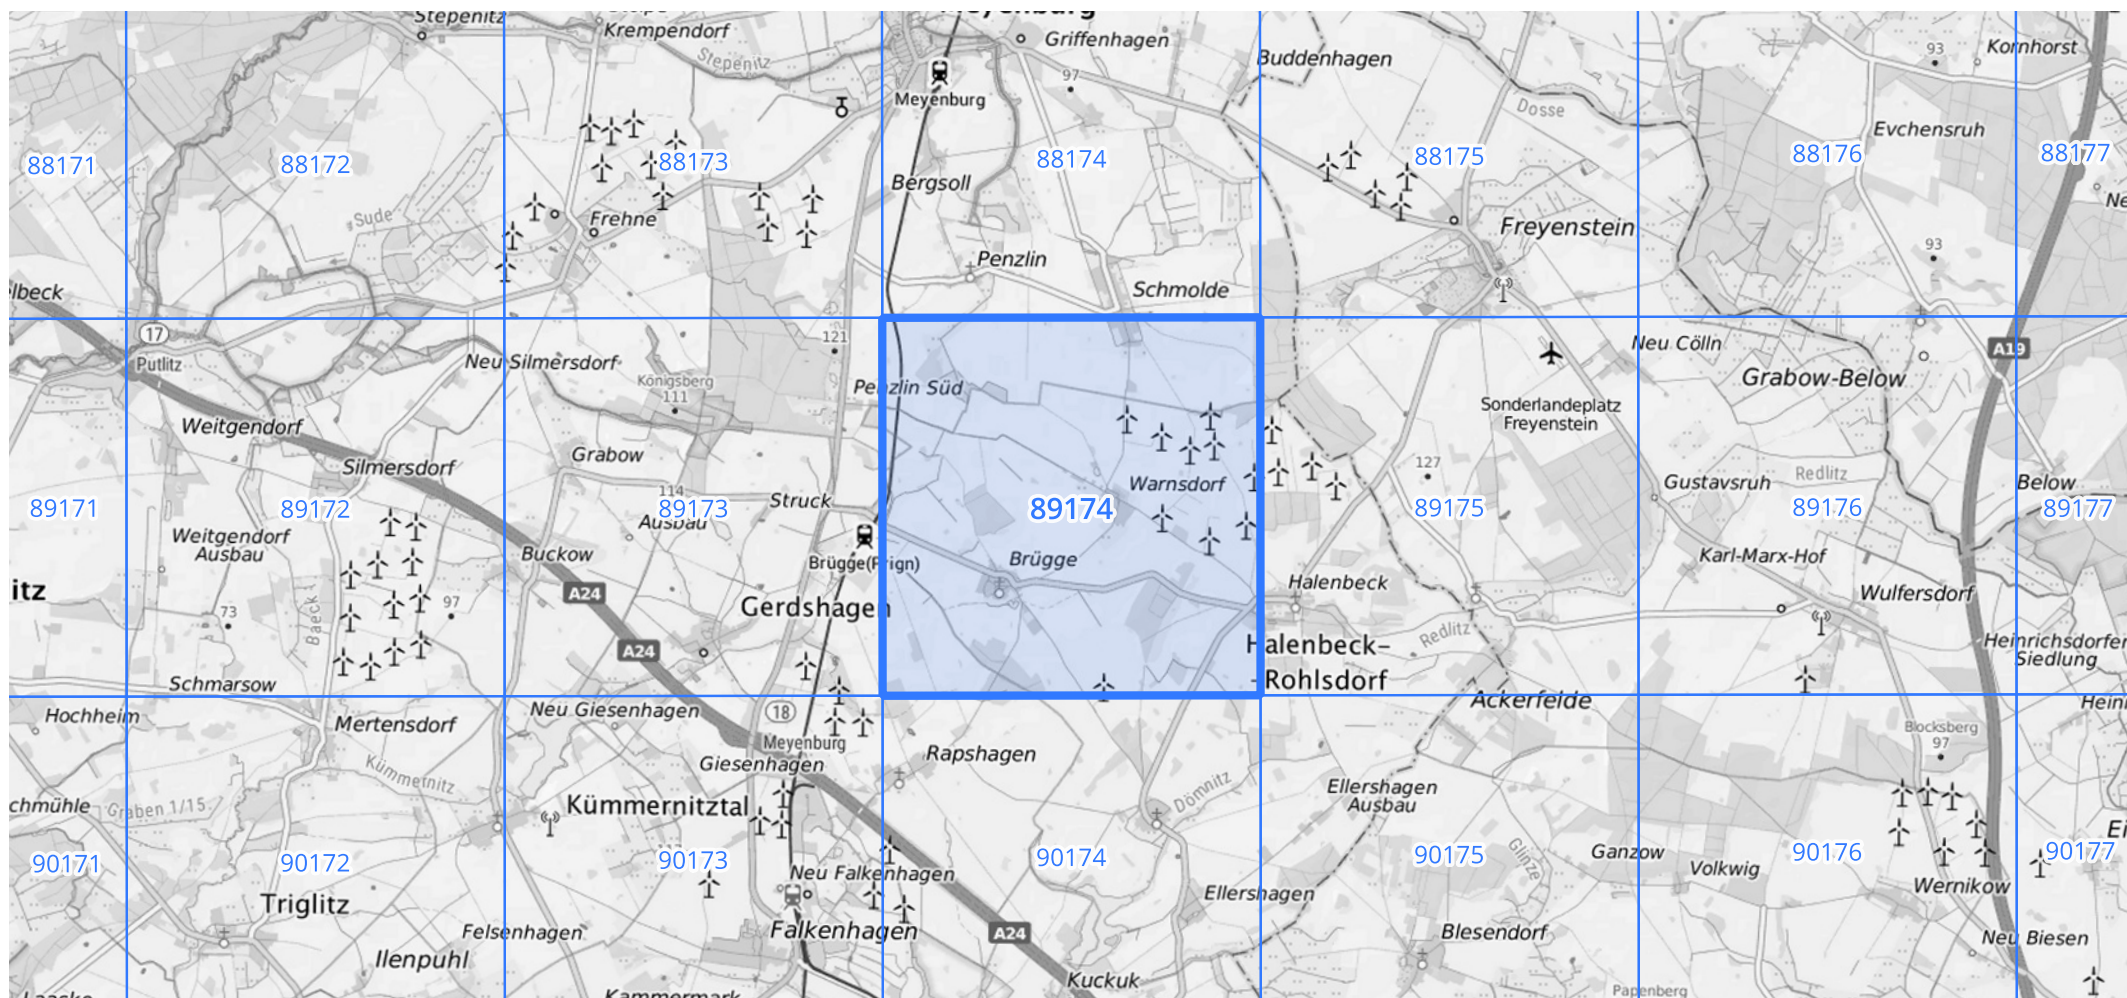 Stepenitz
Krempendorf
Stepenitz
Meyenburg
Griffenhagen
97
Meyenburg
Buddenhagen
Dosse
93
Kornhorst
Evchensruh
88171
88172
88173
88174
88175
88176
88177
Bergsoll
Sude
Frehne
Freyenstein
93
Penzlin
Schmolde
17
Putlitz
Neu Silmersdorf
121
Königsberg
111
Penzlin Süd
Neu Cölln
A19
Grabow-Below
Sonderlandeplatz
Freyenstein
Weitgendorf
Silmersdorf
Grabow
127
Redlitz
Warnsdorf
Gustavsruh
Below
114
Struck
Ausbau
89171
89172
89173
89174
89175
89176
89177
Weitgendorf
Ausbau
Buckow
Brügge(Prign)
Brügge
Karl-Marx-Hof
Halenbeck
Wulfersdorf
itz
A24
73
Baeck
97
Gerdshagen
Redlitz
A24
Halenbeck-
Rohlsdorf
Heinrichsdorfer
Siedlung
Schmarsow
Ackerfelde
Hochheim
Mertensdorf
Neu Giesenhagen
18
Meyenburg
Giesenhagen
Rapshagen
Blocksberg
97
Kümmernitz
Graben 1/15
Kümmernitztal
Dömnitz
Ellershagen
Ausbau
Glinze
Ganzow
Volkwig
90171
90172
90173
90174
90175
90176
90177
Neu Falkenhagen
Ellershagen
Wernikow
Triglitz
Felsenhagen
Falkenhagen
A24
Blesendorf
Neu Biesen
Ilenpuhl
Kuckuk
Kammermark
Papenberg